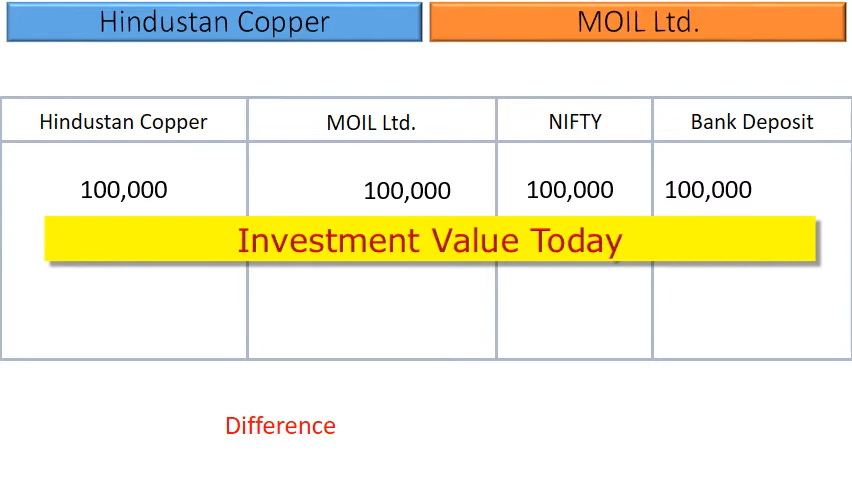 Hindustan Copper MOIL Ltd.
Hindustan Copper MOIL Ltd. NIFTY Bank Deposit
100,000 100,000 100,000 100,000
Investment Value Today
Difference